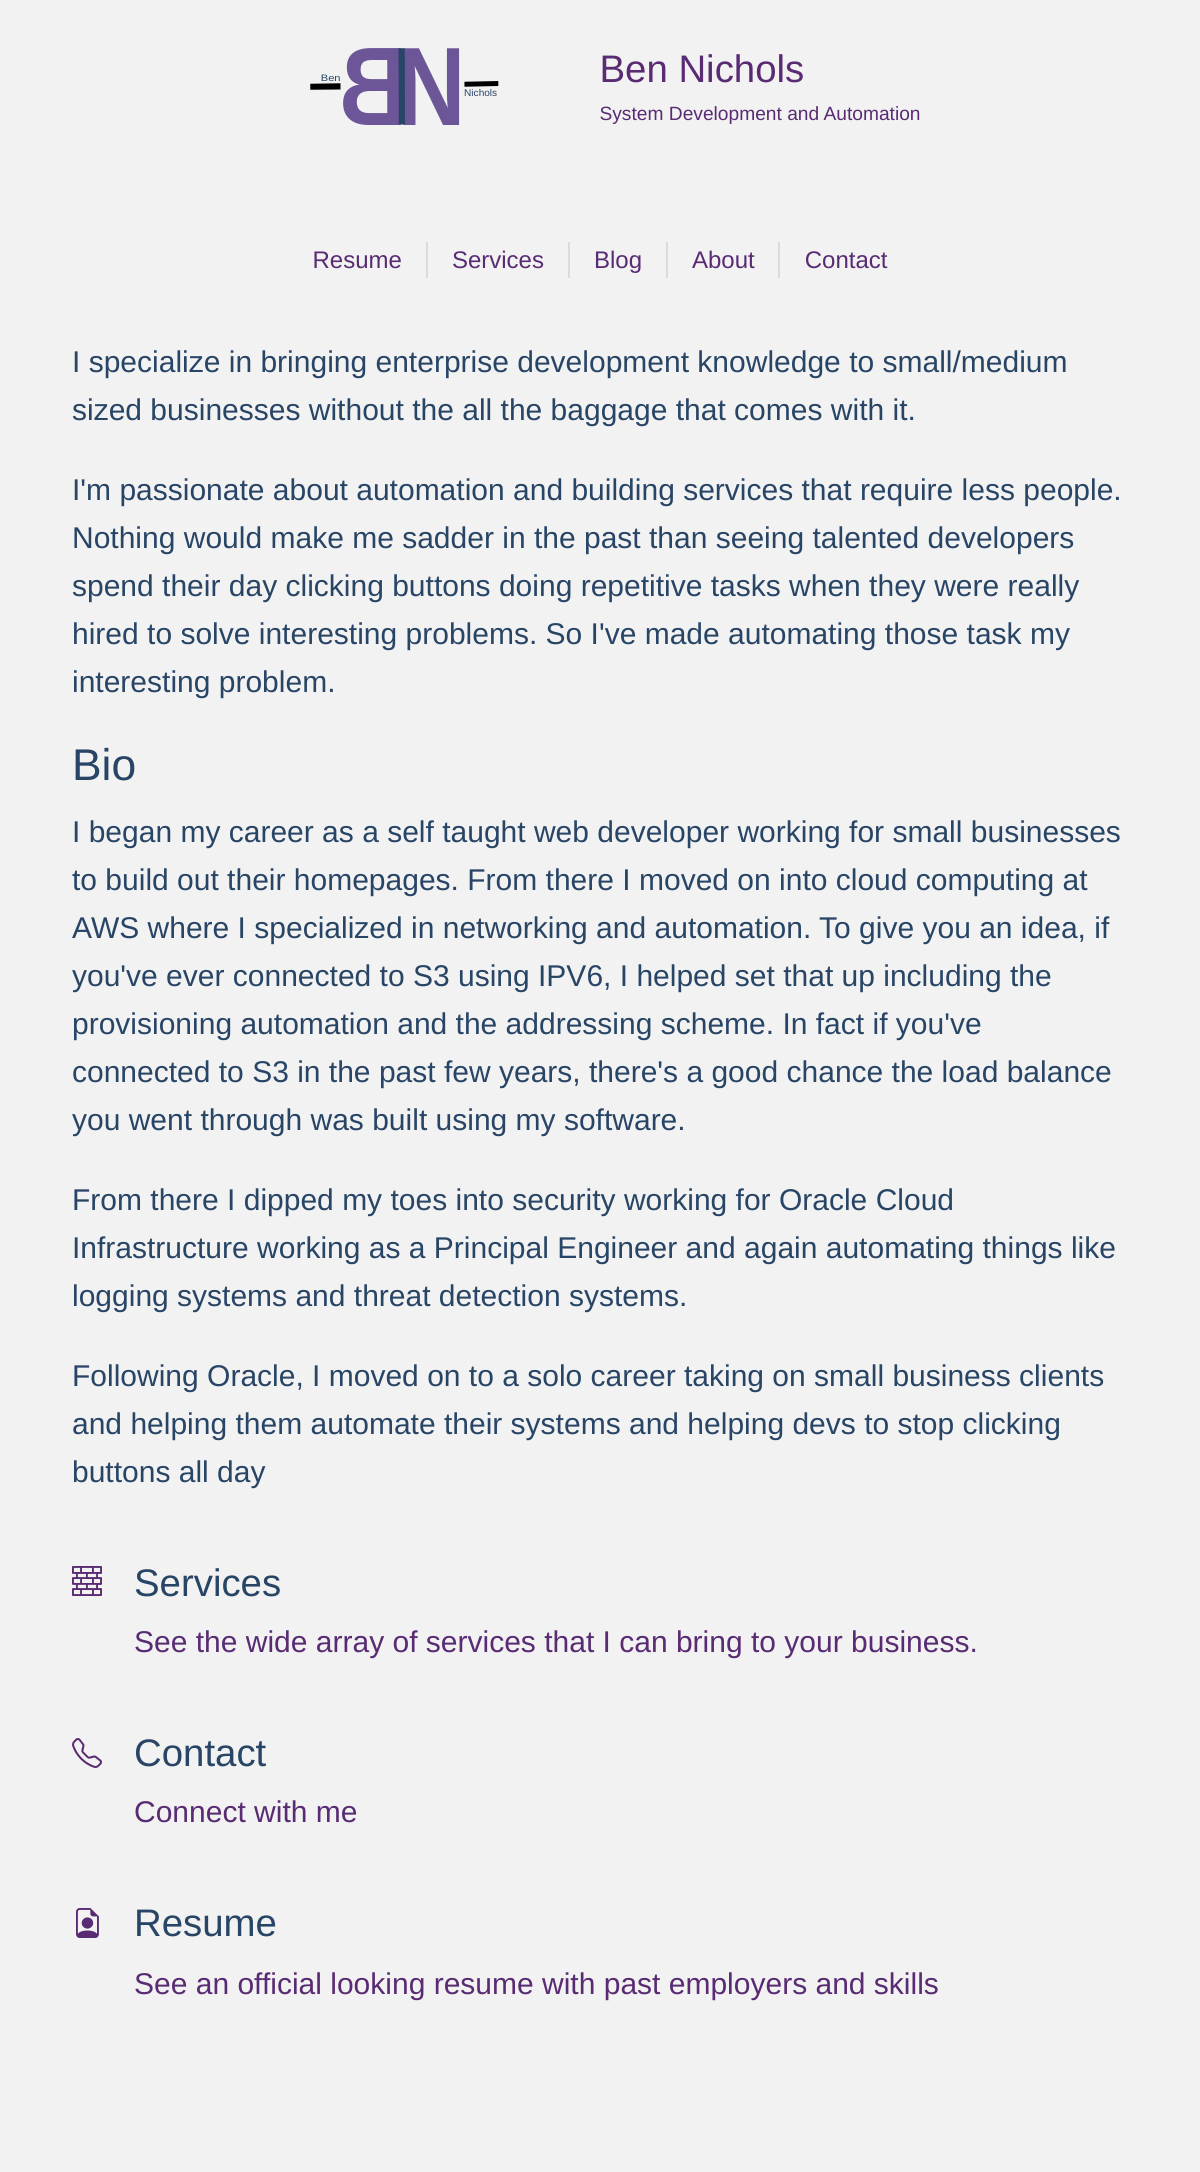 Ben
BN
Nichols
Ben Nichols
System Development and Automation
Resume
Services
Blog
About
Contact
I specialize in bringing enterprise development knowledge to small/medium
sized businesses without the all the baggage that comes with it.
I'm passionate about automation and building services that require less people.
Nothing would make me sadder in the past than seeing talented developers
spend their day clicking buttons doing repetitive tasks when they were really
hired to solve interesting problems. So I've made automating those task my
interesting problem.
Bio
I began my career as a self taught web developer working for small businesses
to build out their homepages. From there I moved on into cloud computing at
AWS where I specialized in networking and automation. To give you an idea, if
you've ever connected to S3 using IPV6, I helped set that up including the
provisioning automation and the addressing scheme. In fact if you've
connected to S3 in the past few years, there's a good chance the load balance
you went through was built using my software.
From there I dipped my toes into security working for Oracle Cloud
Infrastructure working as a Principal Engineer and again automating things like
logging systems and threat detection systems.
Following Oracle, I moved on to a solo career taking on small business clients
and helping them automate their systems and helping devs to stop clicking
buttons all day
Services
See the wide array of services that I can bring to your business.
Contact
Connect with me
Resume
See an official looking resume with past employers and skills